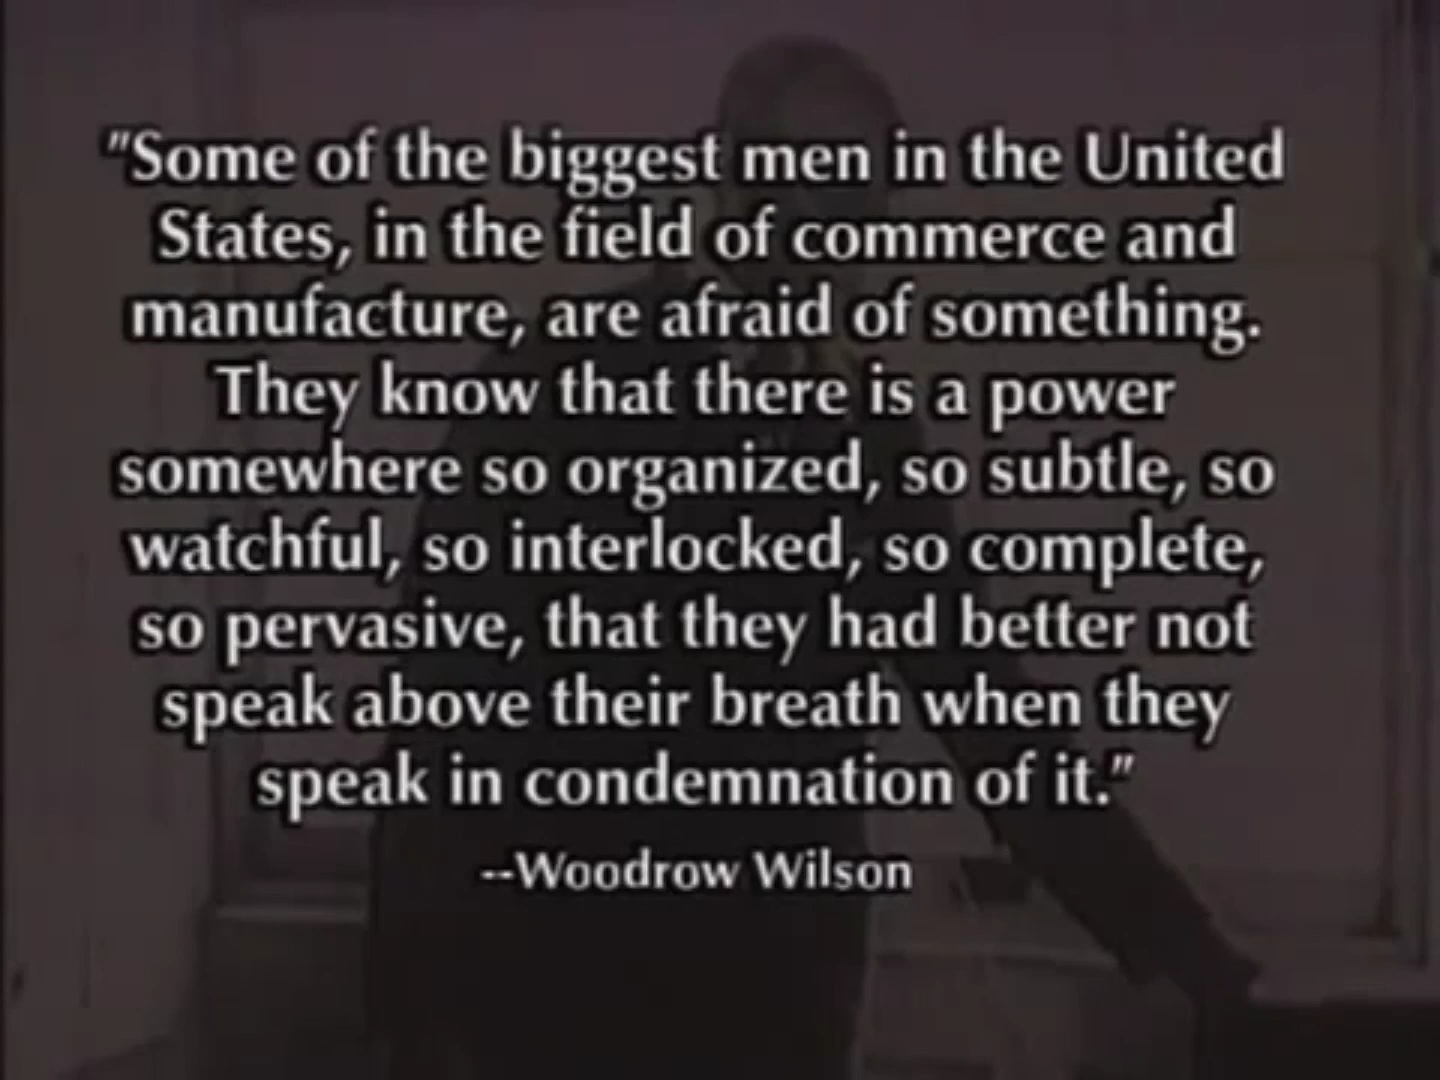 "Some of the biggest men in the United
States, in the field of commerce and
manufacture, are afraid of something.
They know that there is a power
somewhere so organized, so subtle, so
watchful, so interlocked, so complete,
so pervasive, that they had better not
speak above their breath when they
speak in condemnation of it."
--Woodrow Wilson